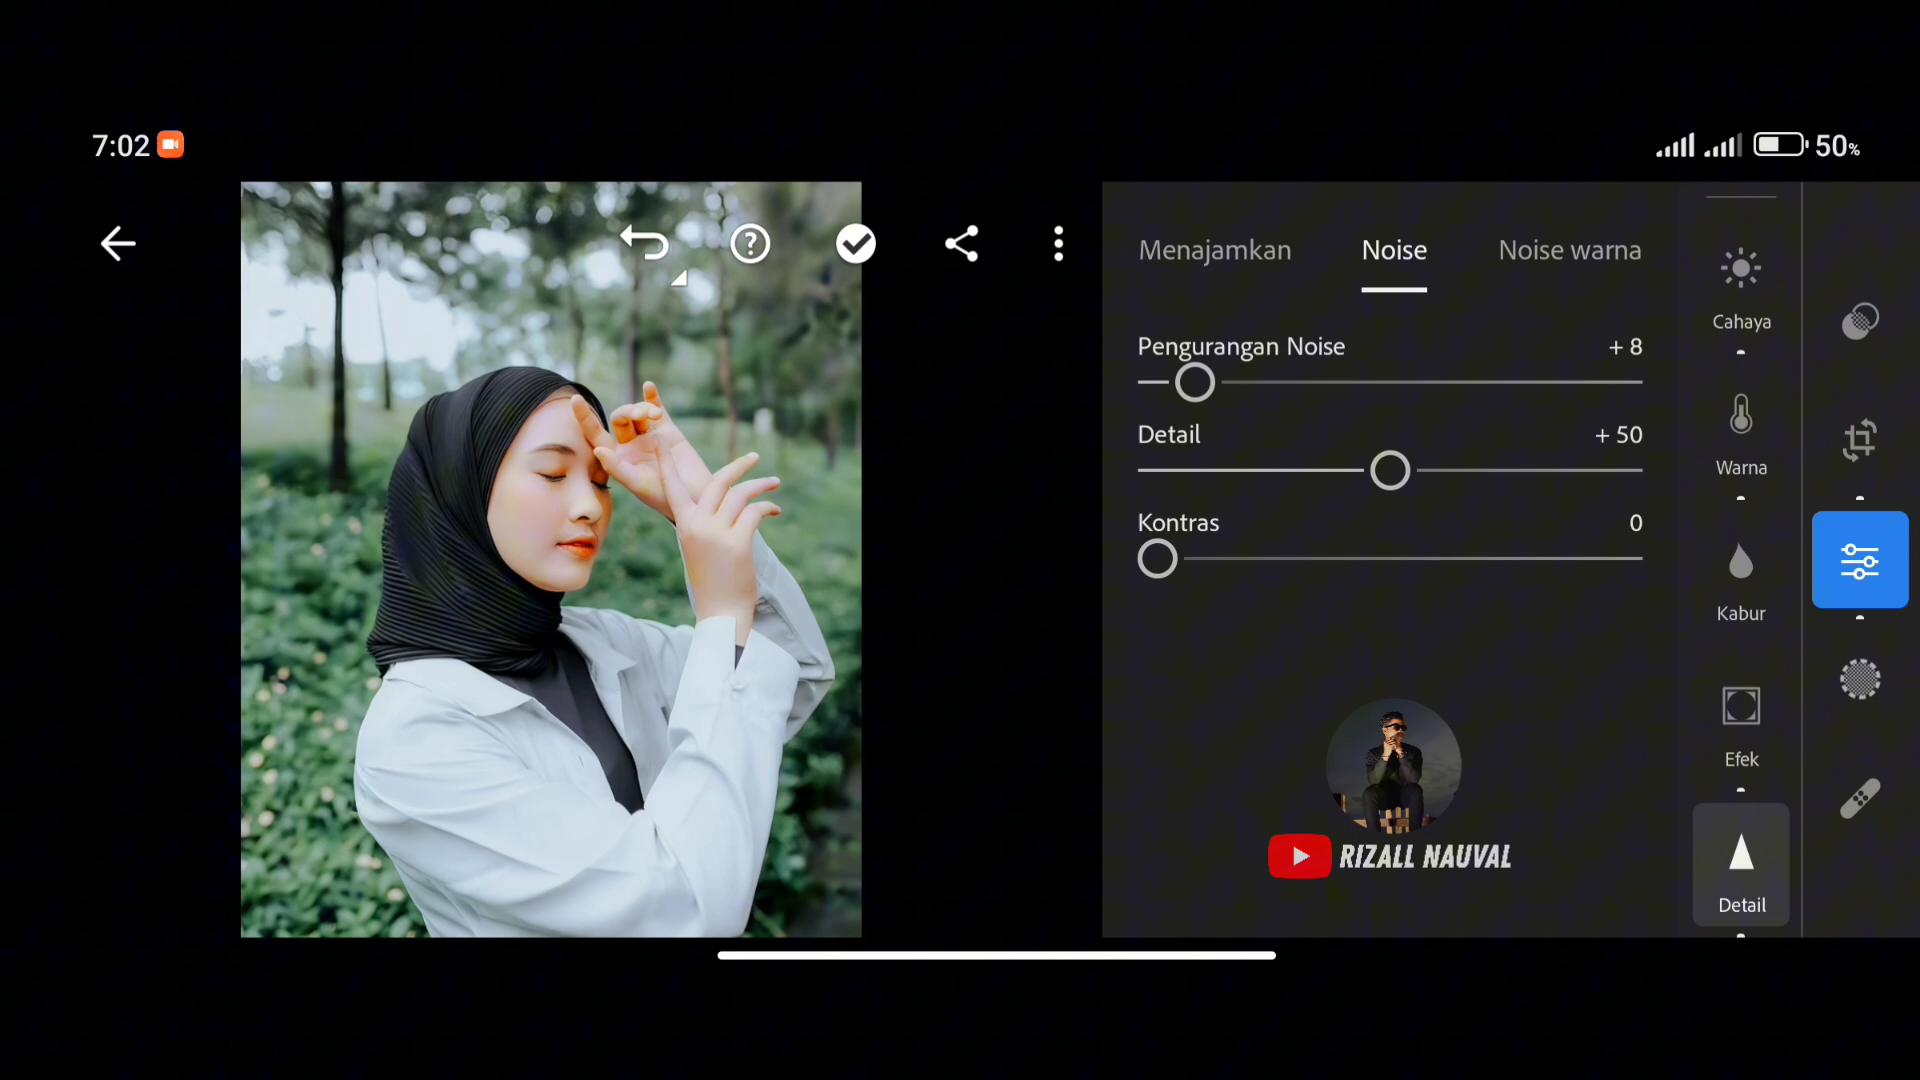 7:02
50%
Menajamkan Noise Noise warna
Pengurangan Noise + 8
Detail + 50
Kontras 0
Cahaya
Warna
Kabur
Efek
Detail
RIZALL NAUVAL